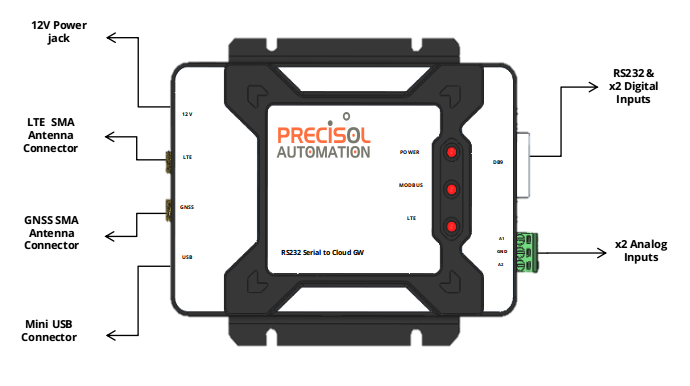 12V Power
jack
LTE SMA
Antenna
Connector
GNSS SMA
Antenna
Connector
Mini USB
Connector
12 V
LTE
GNSS
USB
PRECISOL
AUTOMATION
POWER
MODBUS
LTE
RS232 Serial to Cloud GW
DB9
A1
GND
A2
RS232 &
x2 Digital
Inputs
x2 Analog
Inputs